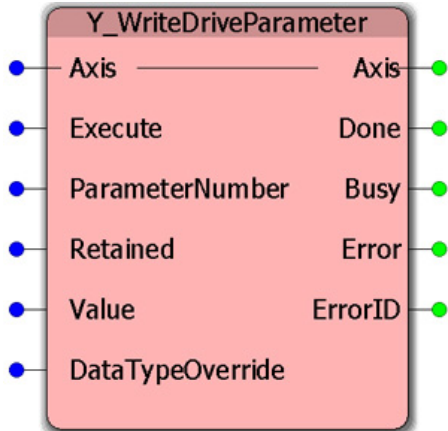 Y_WriteDriveParameter
Axis Axis
Execute Done
ParameterNumber Busy
Retained Error
Value ErrorID
DataTypeOverride